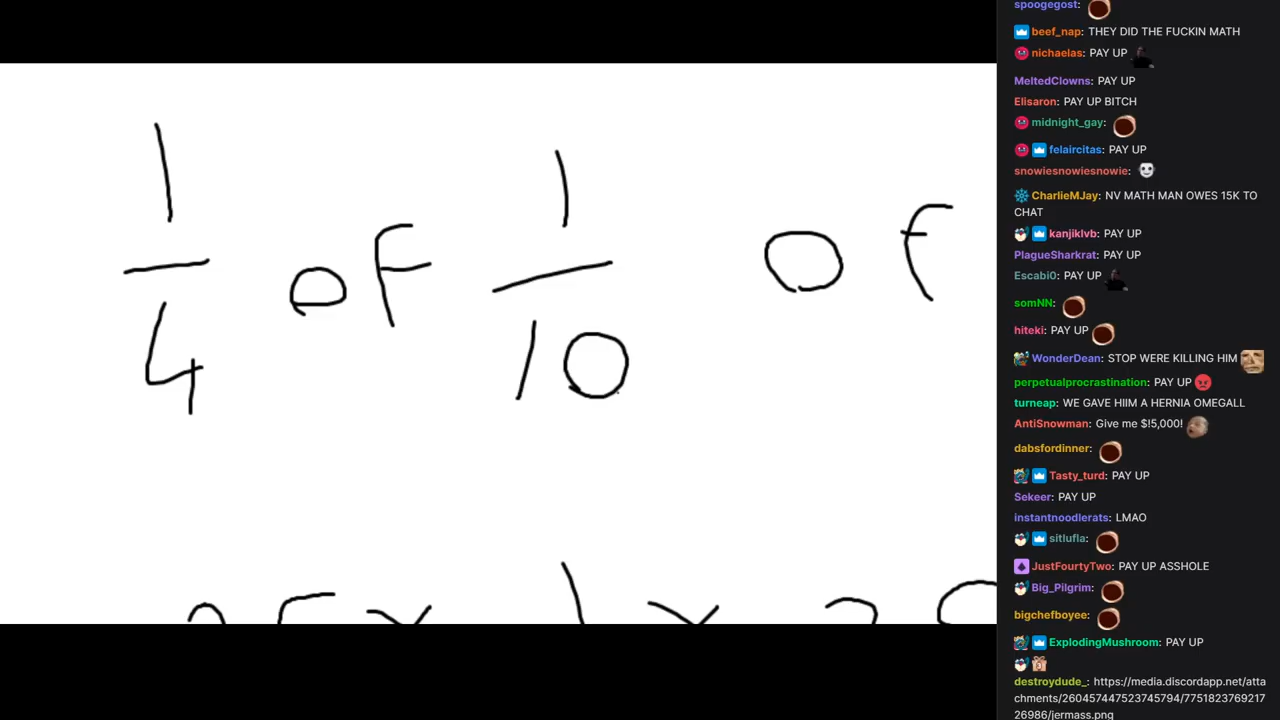 1
1
of
of
4
10
spoogegost:
beef_nap: THEY DID THE FUCKIN MATH
nichaelas: PAY UP
MeltedClowns: PAY UP
Elisaron: PAY UP BITCH
midnight_gay:
felaircitas: PAY UP
snowiesnowiesnowie:
CharlieMJay: NV MATH MAN OWES 15K TO
CHAT
kanjiklvb: PAY UP
PlagueSharkrat: PAY UP
Escabi0: PAY UP
somNN:
hiteki: PAY UP
WonderDean: STOP WERE KILLING HIM
perpetualprocrastination: PAY UP
turneap: WE GAVE HIIM A HERNIA OMEGALL
AntiSnowman: Give me $!5,000!
dabsfordinner:
Tasty_turd: PAY UP
Sekeer: PAY UP
instantnoodlerats: LMAO
sitlufla:
JustFourtyTwo: PAY UP ASSHOLE
Big_Pilgrim:
bigchefboyee:
ExplodingMushroom: PAY UP
destroydude_: https://media.discordapp.net/atta
chments/260457447523745794/7751823769217
26986/jermass.png